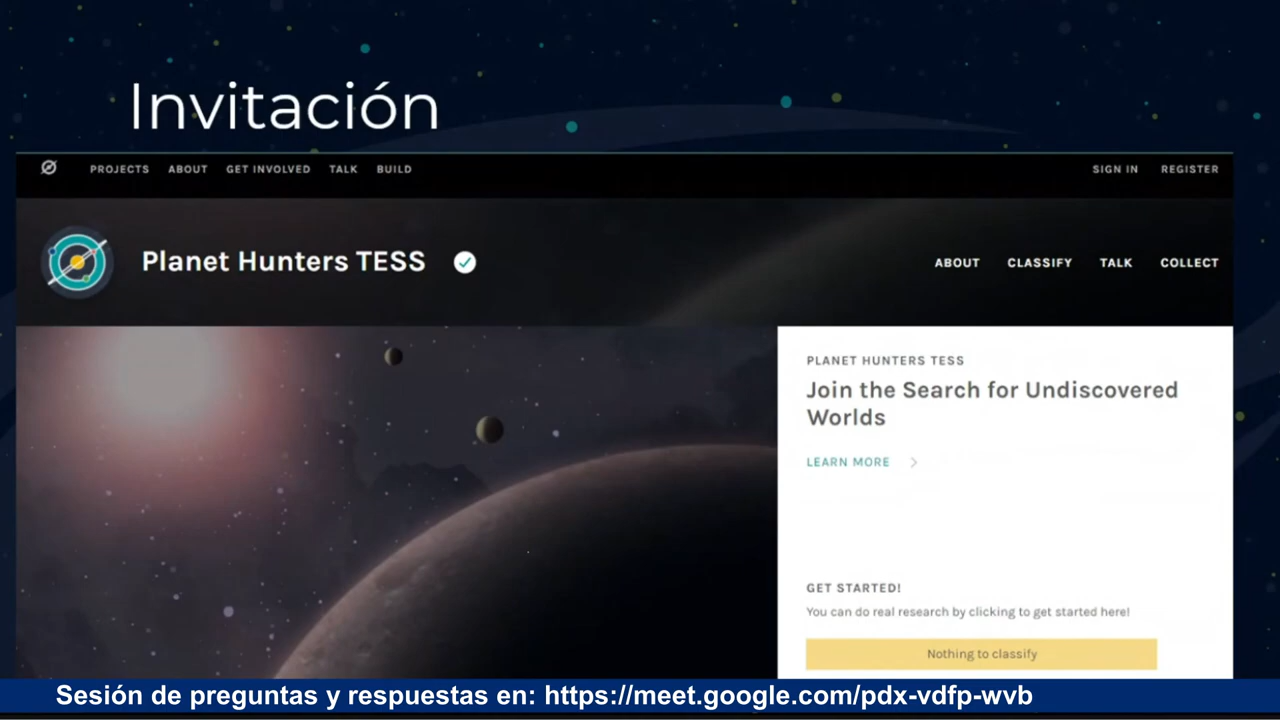 Invitación
PROJECTS ABOUT GET INVOLVED TALK BUILD SIGN IN REGISTER
Planet Hunters TESS ABOUT CLASSIFY TALK COLLECT
PLANET HUNTERS TESS
Join the Search for Undiscovered
Worlds
LEARN MORE
GET STARTED!
You can do real research by clicking to get started here!
Nothing to classify
Sesión de preguntas y respuestas en: https://meet.google.com/pdx-vdfp-wvb